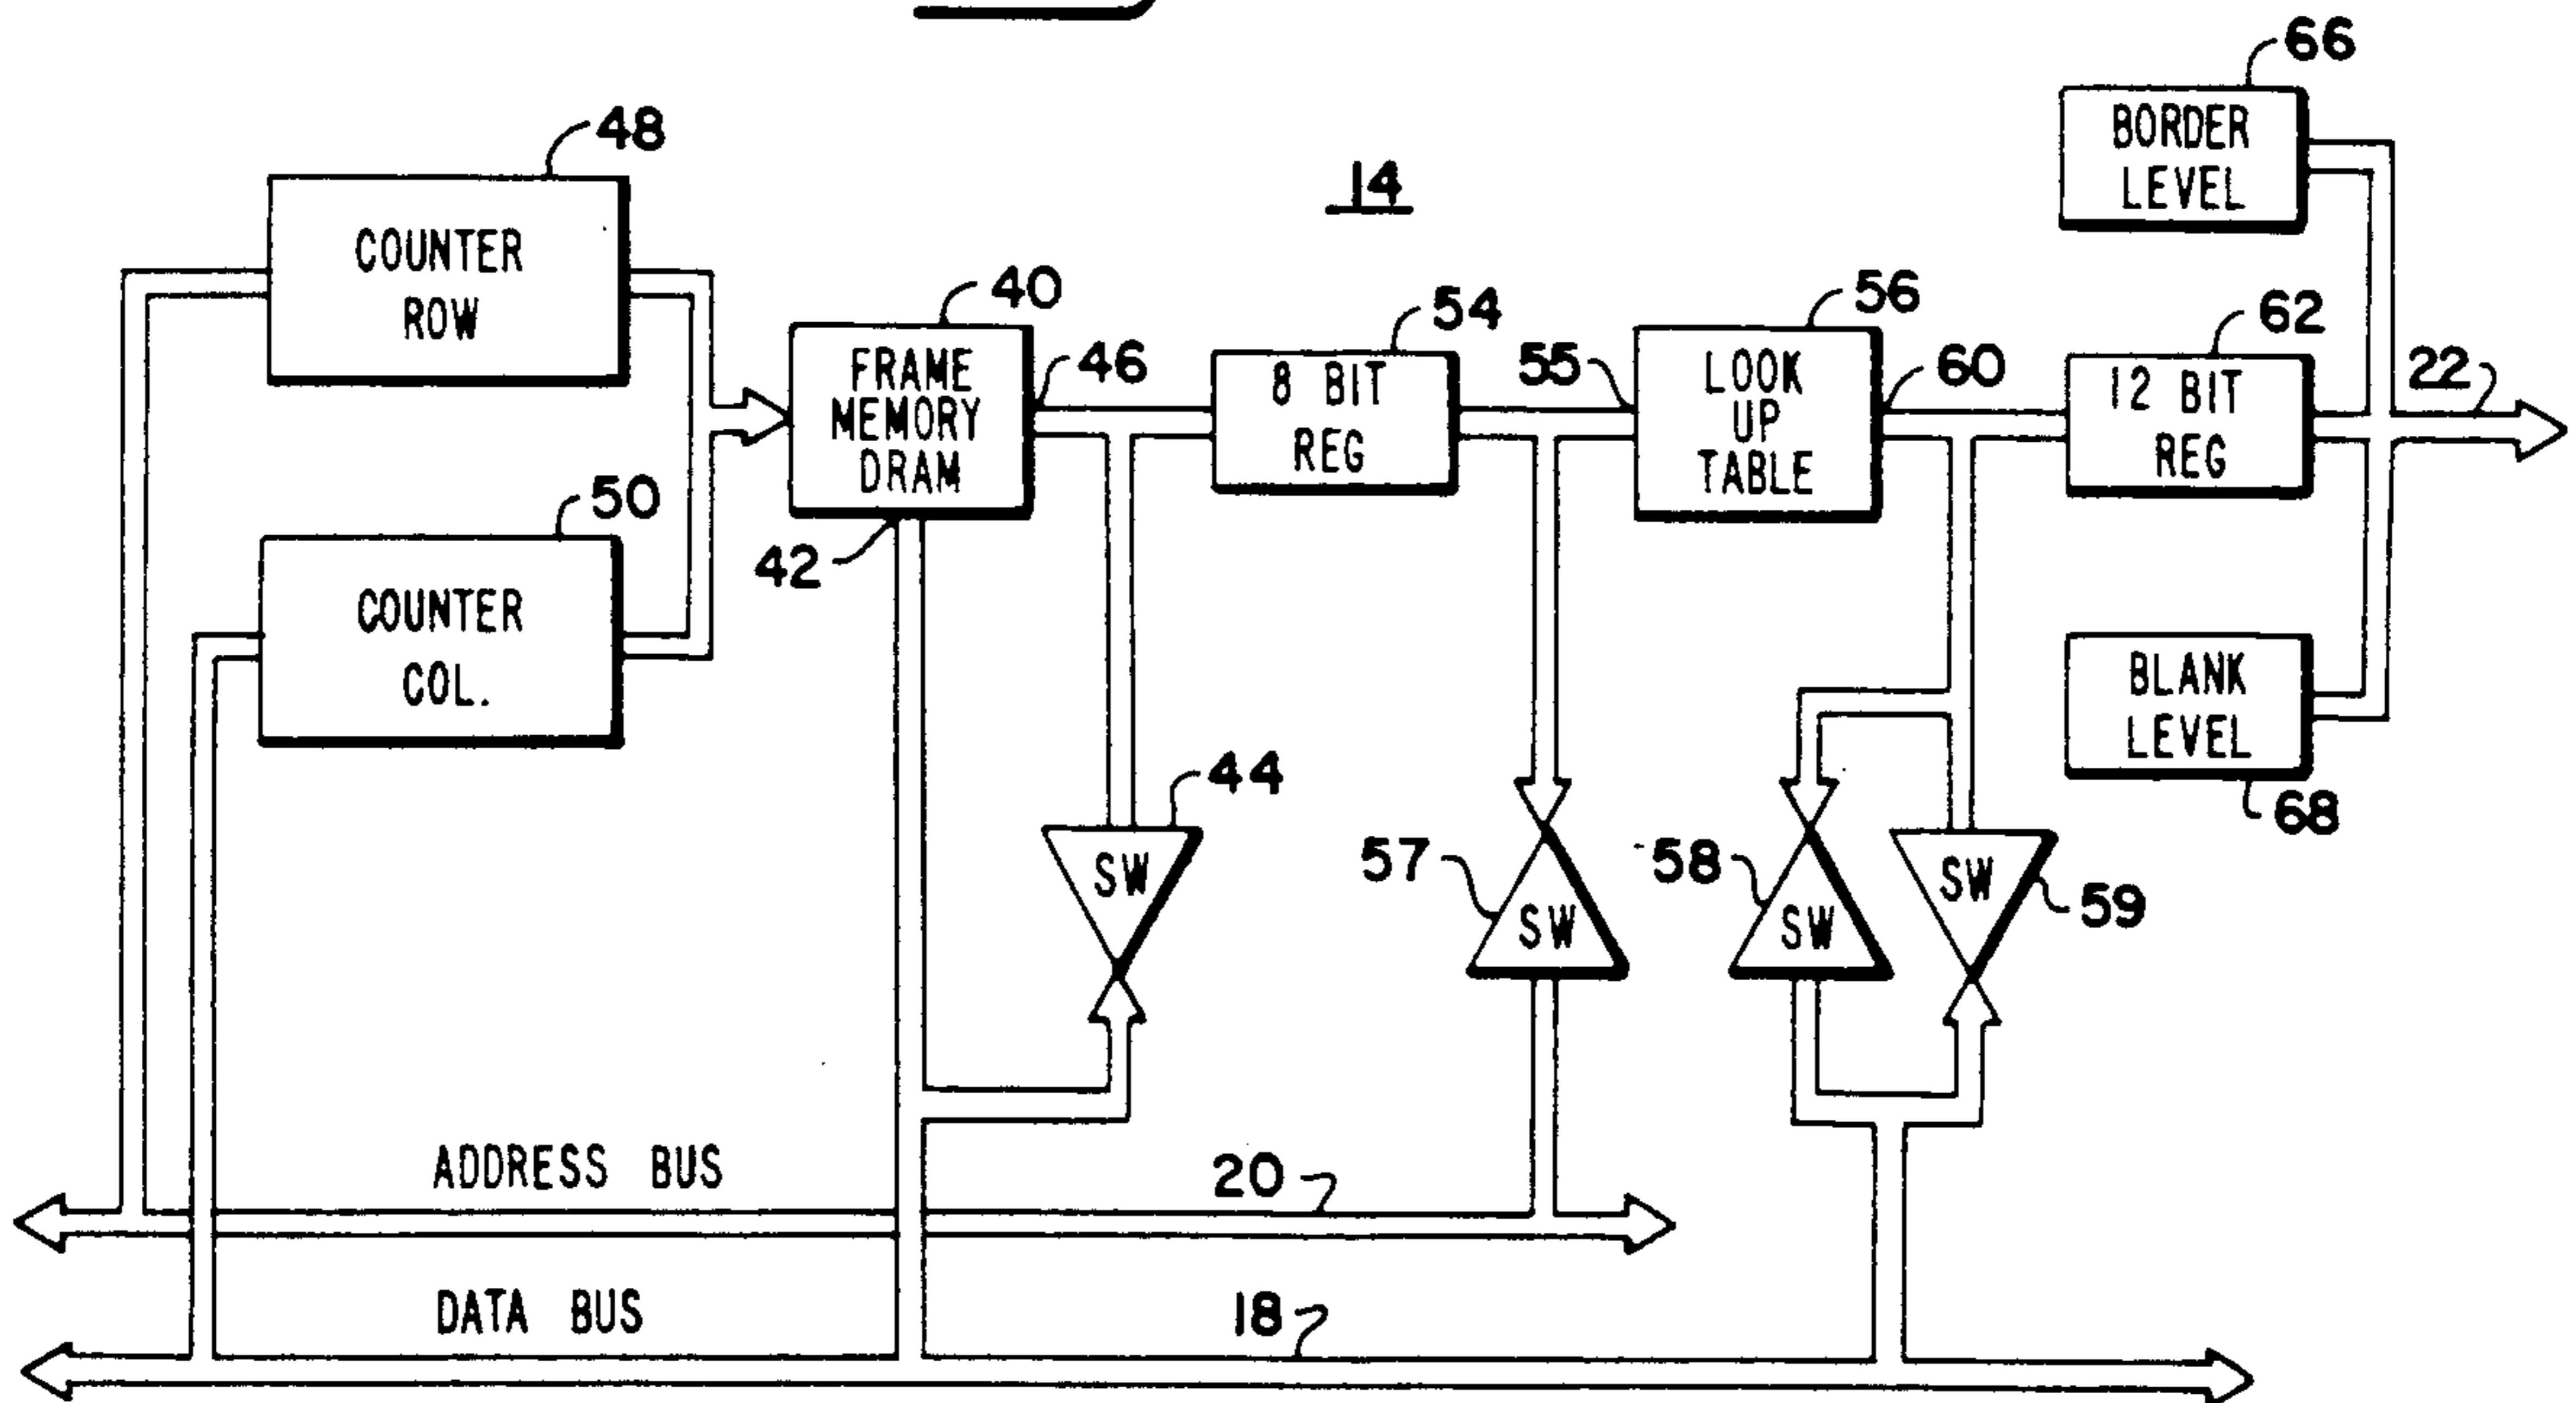 66
BORDER
LEVEL
48
14
COUNTER
ROW
40
FRAME
MEMORY
DRAM
46
54
8 BIT
REG
55
56
LOOK
UP
TABLE
60
62
12 BIT
REG
22
42
50
COUNTER
COL.
BLANK
LEVEL
68
44
SW
57
SW
58
SW
SW
59
ADDRESS BUS
20
DATA BUS
18